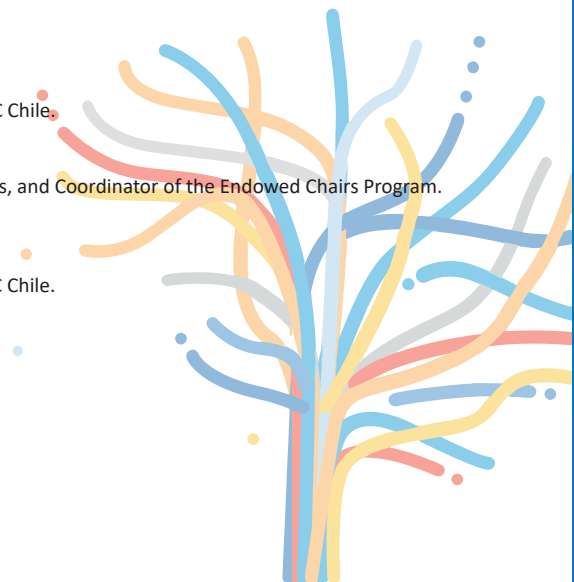 C Chile.
s, and Coordinator of the Endowed Chairs Program.
C Chile.